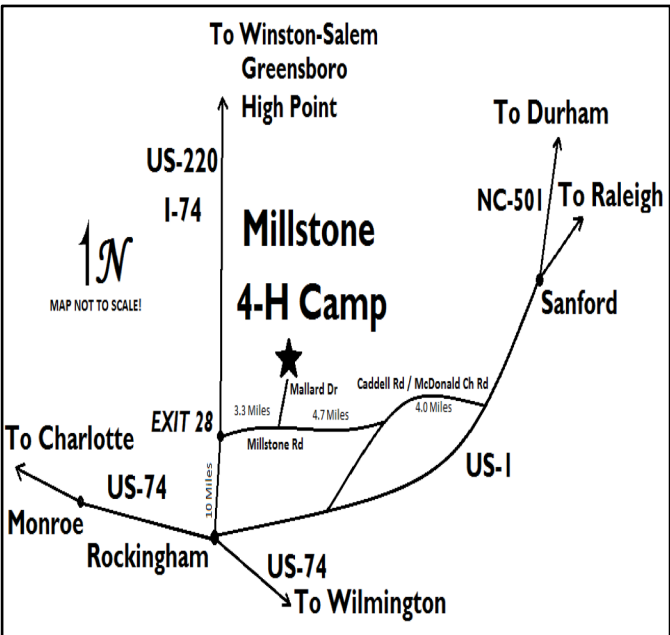 To Winston-Salem
Greensboro
High Point
To Durham
US-220
I-74
NC-501
To Raleigh
N
MAP NOT TO SCALE!
Millstone
4-H Camp
Sanford
Mallard Dr
Caddell Rd / McDonald Ch Rd
3.3 Miles
4.7 Miles
4.0 Miles
EXIT 28
Millstone Rd
To Charlotte
US-74
10 Miles
US-1
Monroe
Rockingham
US-74
To Wilmington